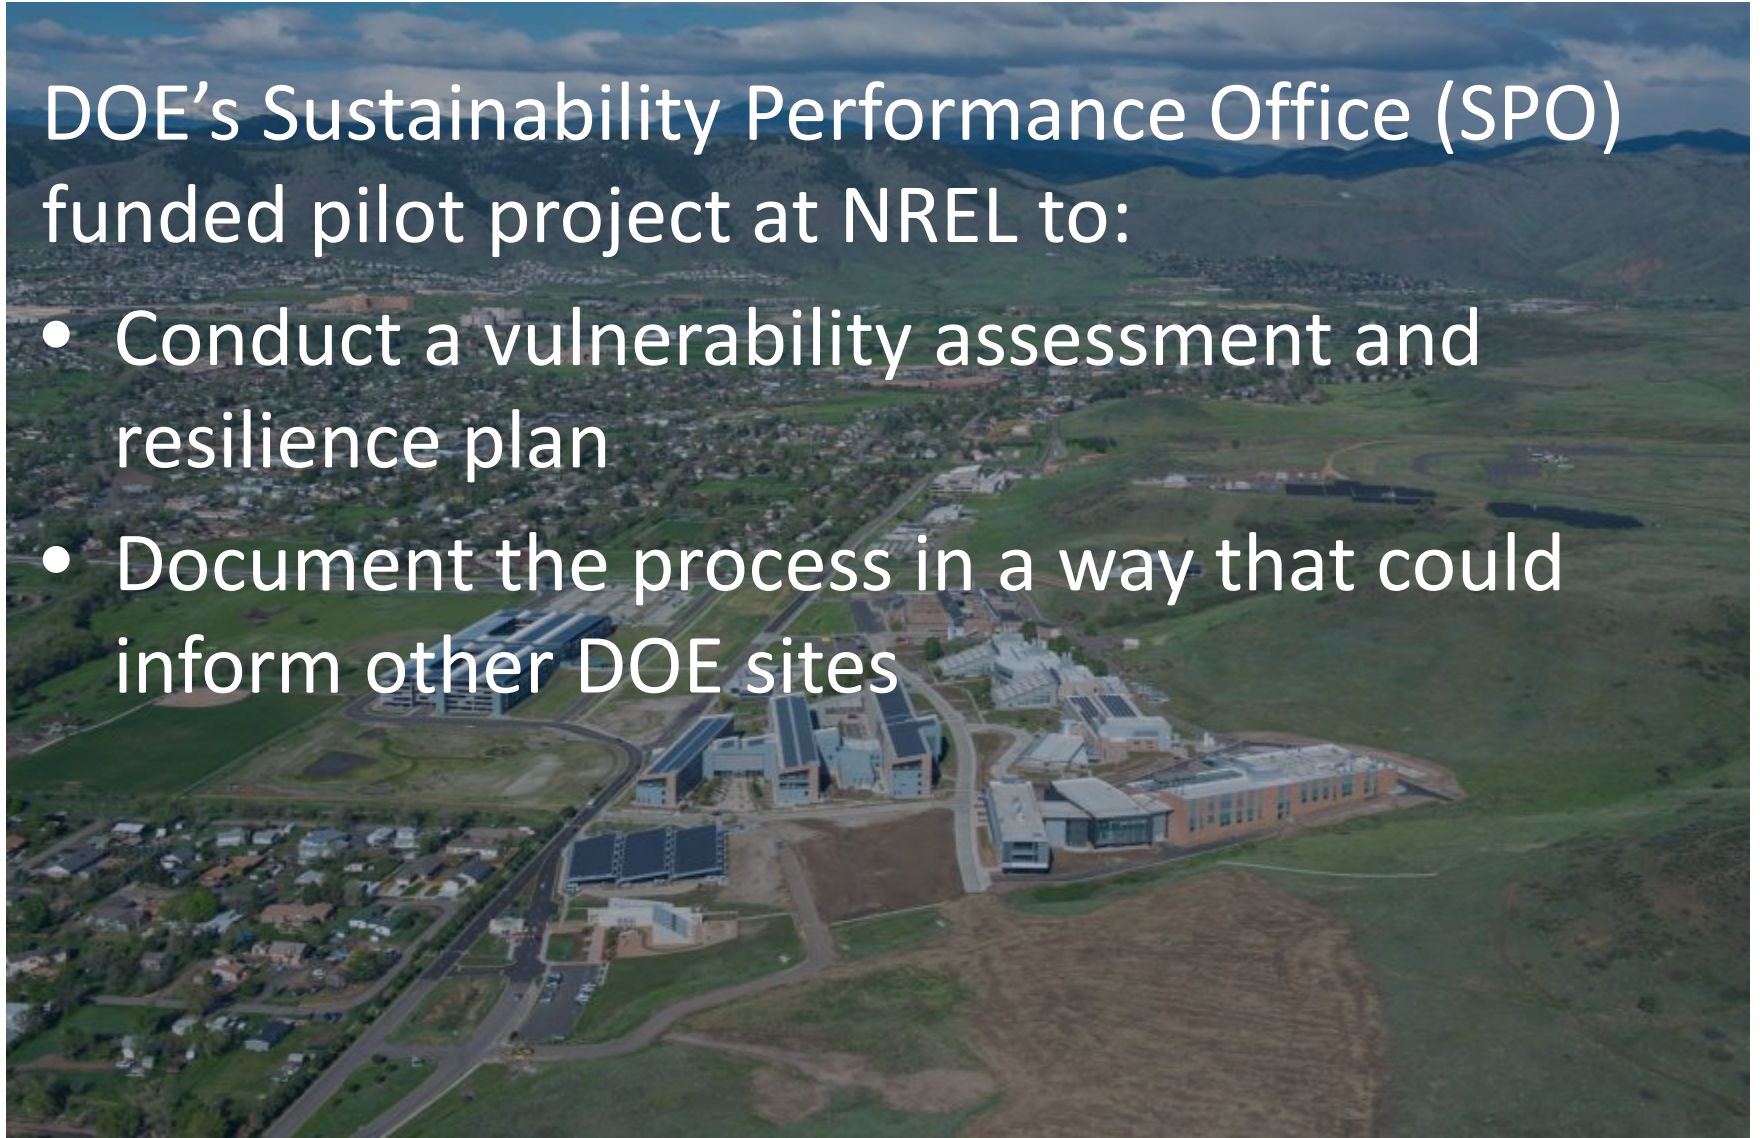 DOE’s Sustainability Performance Office (SPO)
funded pilot project at NREL to:
• Conduct a vulnerability assessment and
resilience plan
• Document the process in a way that could
inform other DOE sites